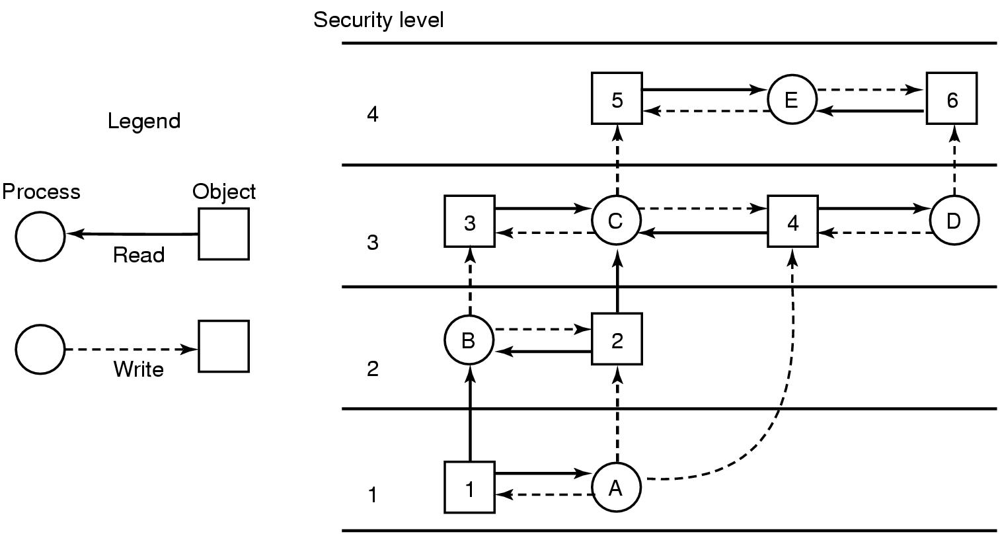 Security level
Legend
Process
Object
Read
Write
4
5
E
6
3
3
C
4
D
2
B
2
1
1
A